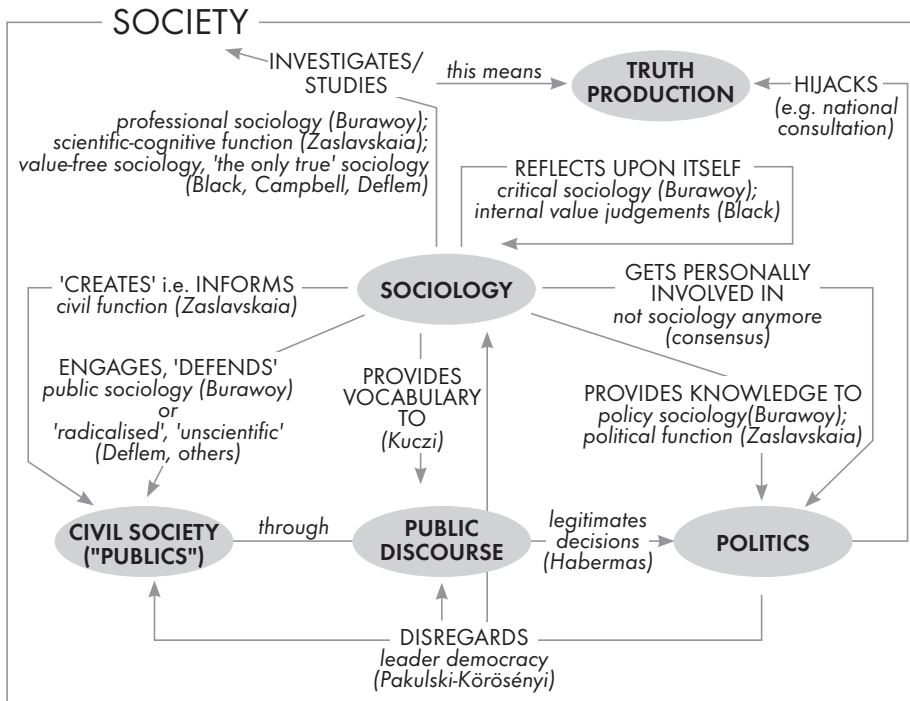 SOCIETY
INVESTIGATES/
STUDIES
this means
TRUTH
PRODUCTION
HIJACKS
(e.g. national
consultation)
professional sociology (Burawoy);
scientific-cognitive function (Zaslavskaia);
value-free sociology, 'the only true' sociology
(Black, Campbell, Deflem)
REFLECTS UPON ITSELF
critical sociology (Burawoy);
internal value judgements (Black)
'CREATES' i.e. INFORMS
civil function (Zaslavskaia)
SOCIOLOGY
GETS PERSONALLY
INVOLVED IN
not sociology anymore
(consensus)
ENGAGES, 'DEFENDS'
public sociology (Burawoy)
or
'radicalised', 'unscientific'
(Deflem, others)
PROVIDES
VOCABULARY
TO
(Kuczi)
PROVIDES KNOWLEDGE TO
policy sociology(Burawoy);
political function (Zaslavskaia)
CIVIL SOCIETY
("PUBLICS")
through
PUBLIC
DISCOURSE
legitimates
decisions
(Habermas)
POLITICS
DISREGARDS
leader democracy
(Pakulski-Körösényi)